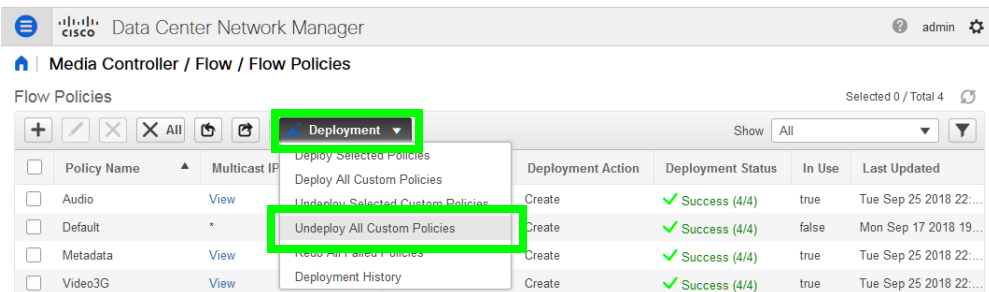 cisco Data Center Network Manager admin
Media Controller / Flow / Flow Policies
Flow Policies Selected 0 / Total 4
All Deployment Show All
Policy Name Multicast IP Deployment Action Deployment Status In Use Last Updated
Deploy Selected Policies
Deploy All Custom Policies
Undeploy Selected Custom Policies
Undeploy All Custom Policies
Redo All Failed Policies
Deployment History
Audio View Create Success (4/4) true Tue Sep 25 2018 22:...
Default * Create Success (4/4) false Mon Sep 17 2018 19...
Metadata View Create Success (4/4) true Tue Sep 25 2018 22:...
Video3G View Create Success (4/4) true Tue Sep 25 2018 22:...